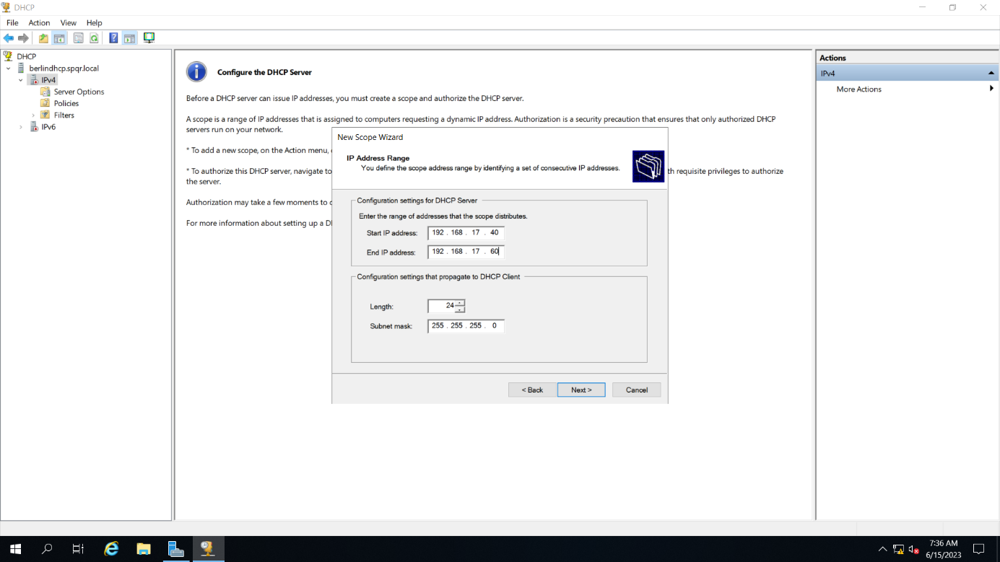 DHCP
File Action View Help
DHCP
berlindhcp.spqr.local
IPv4
Server Options
Policies
Filters
IPv6
Configure the DHCP Server
Before a DHCP server can issue IP addresses, you must create a scope and authorize the DHCP server.
A scope is a range of IP addresses that is assigned to computers requesting a dynamic IP address. Authorization is a security precaution that ensures that only authorized DHCP
servers run on your network.
* To add a new scope, on the Action menu,
* To authorize this DHCP server, navigate to
th requisite privileges to authorize
the server.
Authorization may take a few moments to
For more information about setting up a D
New Scope Wizard
IP Address Range
You define the scope address range by identifying a set of consecutive IP addresses.
Configuration settings for DHCP Server
Enter the range of addresses that the scope distributes.
Start IP address: 192 . 168 . 17 . 40
End IP address: 192 . 168 . 17 . 60
Configuration settings that propagate to DHCP Client
Length: 24
Subnet mask: 255 . 255 . 255 . 0
< Back Next > Cancel
Actions
IPv4
More Actions
7:36 AM
6/15/2023